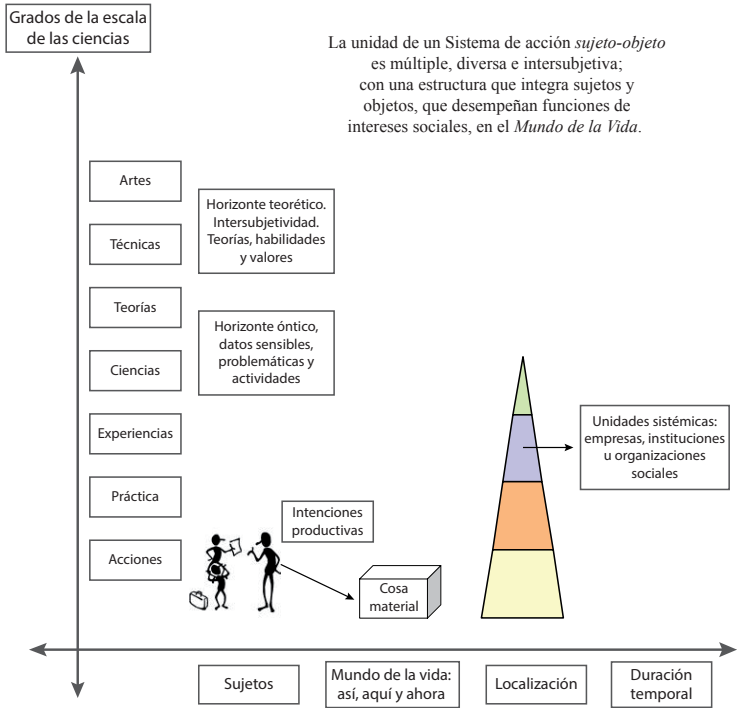 Grados de la escala
de las ciencias
La unidad de un Sistema de acción sujeto-objeto
es múltiple, diversa e intersubjetiva;
con una estructura que integra sujetos y
objetos, que desempeñan funciones de
intereses sociales, en el Mundo de la Vida.
Artes
Técnicas
Teorías
Ciencias
Experiencias
Práctica
Acciones
Horizonte teorético.
Intersubjetividad.
Teorías, habilidades
y valores
Horizonte óntico,
datos sensibles,
problemáticas y
actividades
Unidades sistémicas:
empresas, instituciones
u organizaciones
sociales
Intenciones
productivas
Cosa
material
Sujetos
Mundo de la vida:
así, aquí y ahora
Localización
Duración
temporal